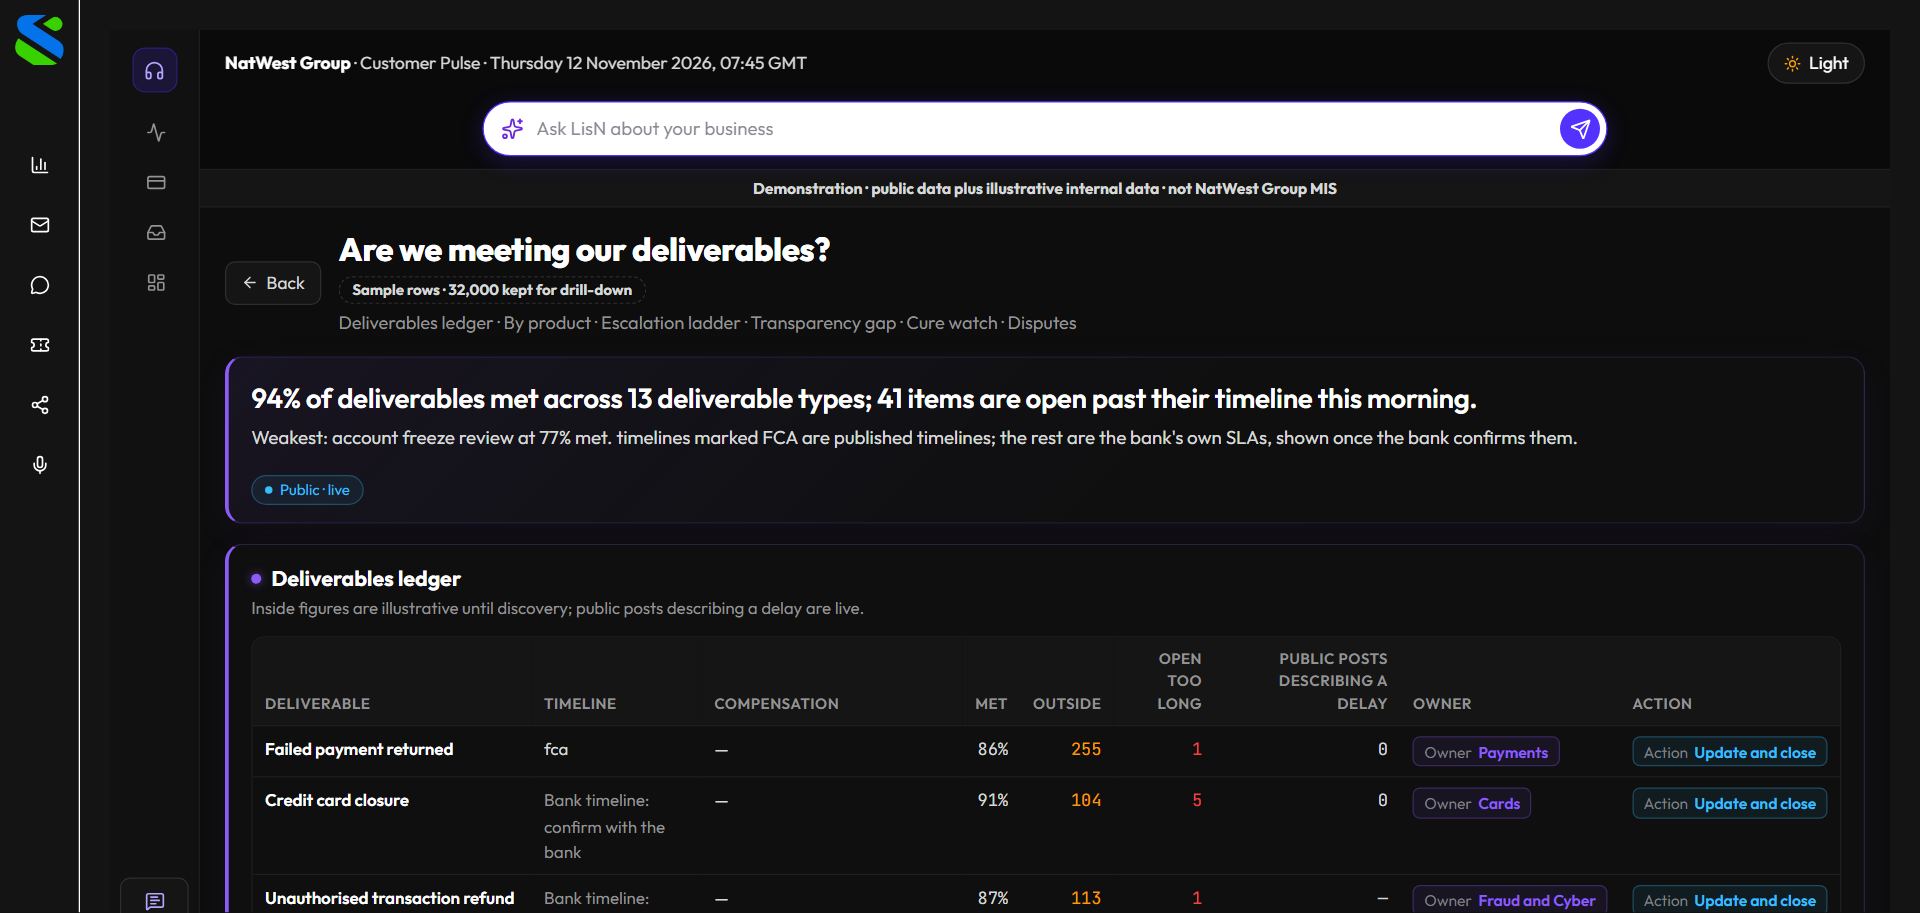 NatWest Group · Customer Pulse · Thursday 12 November 2026, 07:45 GMT
Light
Ask LisN about your business
Demonstration · public data plus illustrative internal data · not NatWest Group MIS
Back
Are we meeting our deliverables?
Sample rows · 32,000 kept for drill-down
Deliverables ledger · By product · Escalation ladder · Transparency gap · Cure watch · Disputes
94% of deliverables met across 13 deliverable types; 41 items are open past their timeline this morning.
Weakest: account freeze review at 77% met. timelines marked FCA are published timelines; the rest are the bank's own SLAs, shown once the bank confirms them.
Public · live
Deliverables ledger
Inside figures are illustrative until discovery; public posts describing a delay are live.
DELIVERABLE TIMELINE COMPENSATION MET OUTSIDE OPEN TOO LONG PUBLIC POSTS DESCRIBING A DELAY OWNER ACTION
Failed payment returned fca — 86% 255 1 0 Owner Payments Action Update and close
Credit card closure Bank timeline: confirm with the bank — 91% 104 5 0 Owner Cards Action Update and close
Unauthorised transaction refund Bank timeline: — 87% 113 1 — Owner Fraud and Cyber Action Update and close